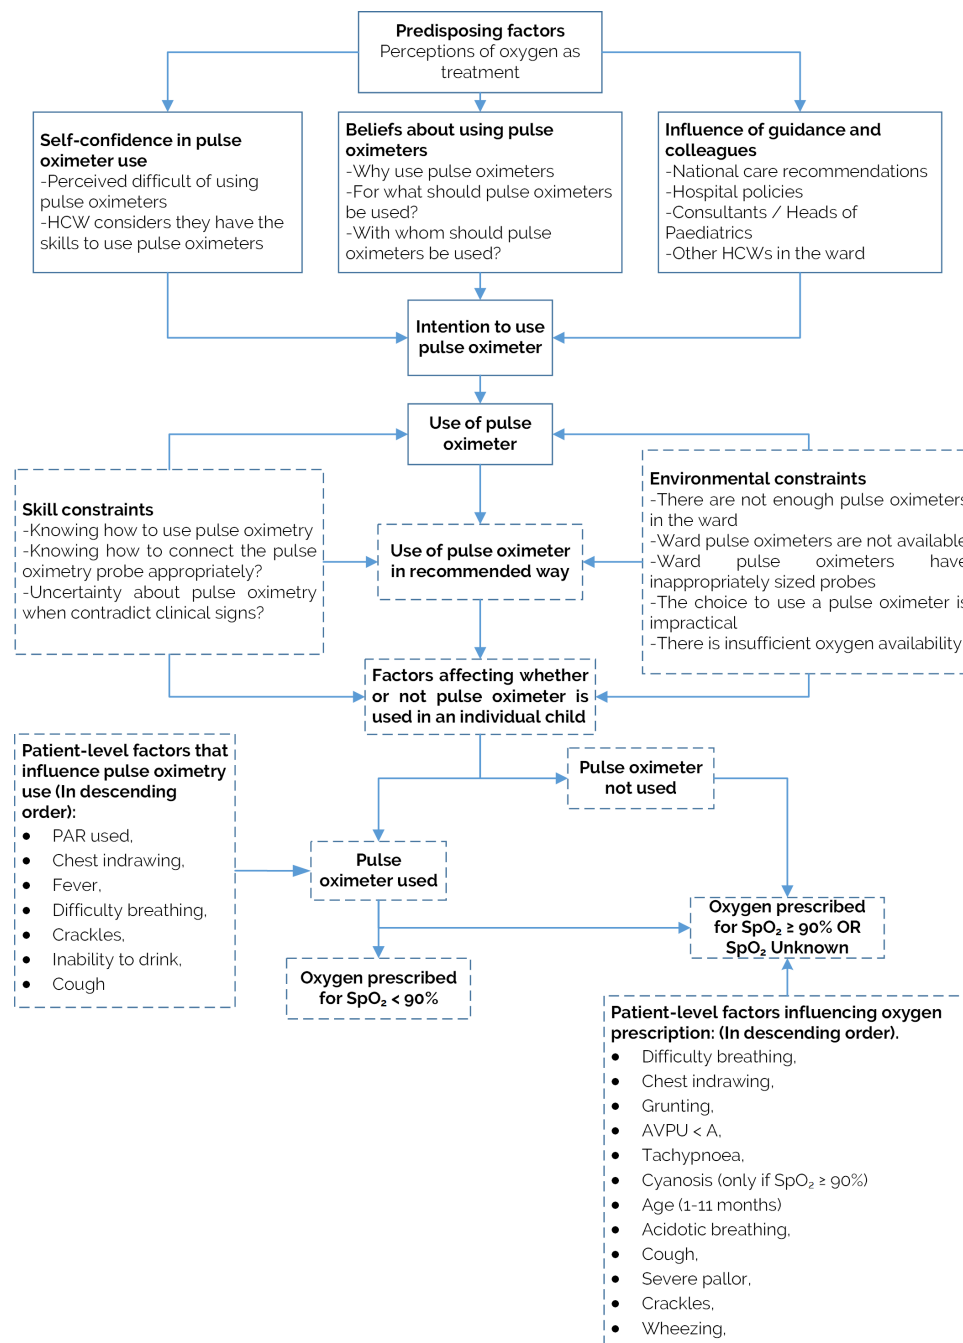 Predisposing factors
Perceptions of oxygen as
treatment
Self-confidence in pulse
oximeter use
-Perceived difficult of using
pulse oximeters
-HCW considers they have the
skills to use pulse oximeters
Beliefs about using pulse
oximeters
-Why use pulse oximeters
-For what should pulse oximeters
be used?
-With whom should pulse
oximeters be used?
Influence of guidance and
colleagues
-National care recommendations
-Hospital policies
-Consultants / Heads of
Paediatrics
-Other HCWs in the ward
Intention to use
pulse oximeter
Use of pulse
oximeter
Skill constraints
-Knowing how to use pulse oximetry
-Knowing how to connect the pulse
oximetry probe appropriately?
-Uncertainty about pulse oximetry
when contradict clinical signs?
Use of pulse oximeter
in recommended way
Environmental constraints
-There are not enough pulse oximeters
in the ward
-Ward pulse oximeters are not available
-Ward pulse oximeters have
inappropriately sized probes
-The choice to use a pulse oximeter is
impractical
-There is insufficient oxygen availability
Factors affecting whether
or not pulse oximeter is
used in an individual child
Patient-level factors that
influence pulse oximetry
use (In descending
order):
● PAR used,
● Chest indrawing,
● Fever,
● Difficulty breathing,
● Crackles,
● Inability to drink,
● Cough
Pulse oximeter
not used
Pulse
oximeter used
Oxygen prescribed
for SpO₂ ≥ 90% OR
SpO₂ Unknown
Oxygen prescribed
for SpO₂ < 90%
Patient-level factors influencing oxygen
prescription: (In descending order).
● Difficulty breathing,
● Chest indrawing,
● Grunting,
● AVPU < A,
● Tachypnoea,
● Cyanosis (only if SpO₂ ≥ 90%)
● Age (1-11 months)
● Acidotic breathing,
● Cough,
● Severe pallor,
● Crackles,
● Wheezing,